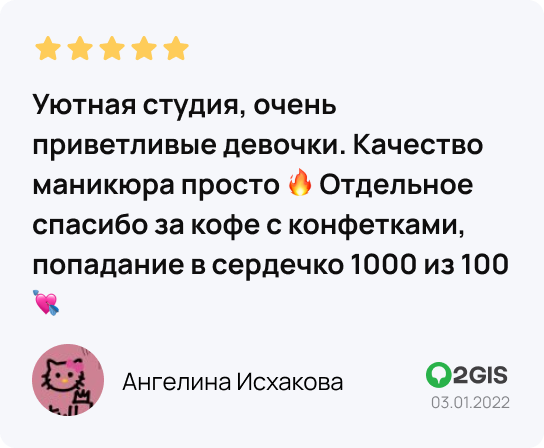 Уютная студия, очень
приветливые девочки. Качество
маникюра просто 🔥 Отдельное
спасибо за кофе с конфетками,
попадание в сердечко 1000 из 100
💘
Ангелина Исхакова
2GIS
03.01.2022